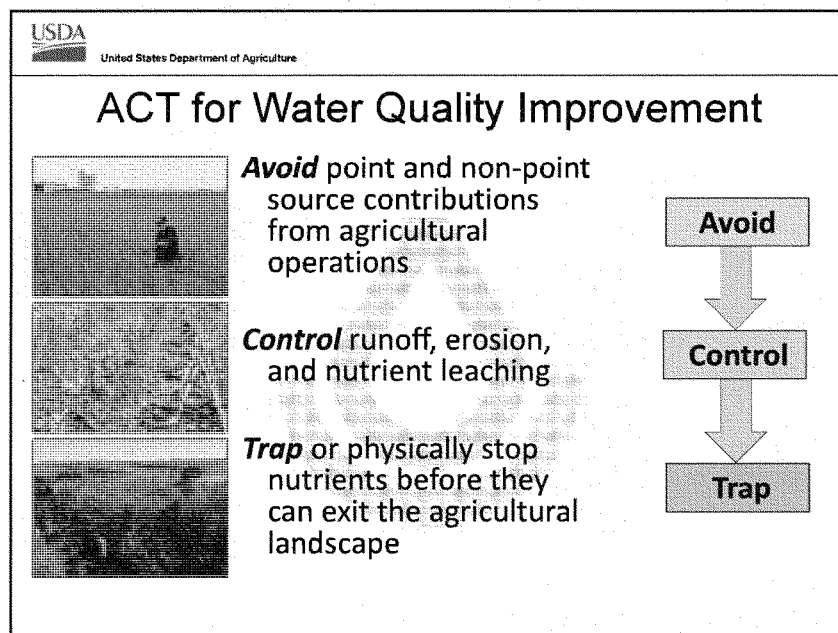 USDA
United States Department of Agriculture
ACT for Water Quality Improvement
Avoid point and non-point
source contributions
from agricultural
operations
Control runoff, erosion,
and nutrient leaching
Trap or physically stop
nutrients before they
can exit the agricultural
landscape
Avoid
Control
Trap